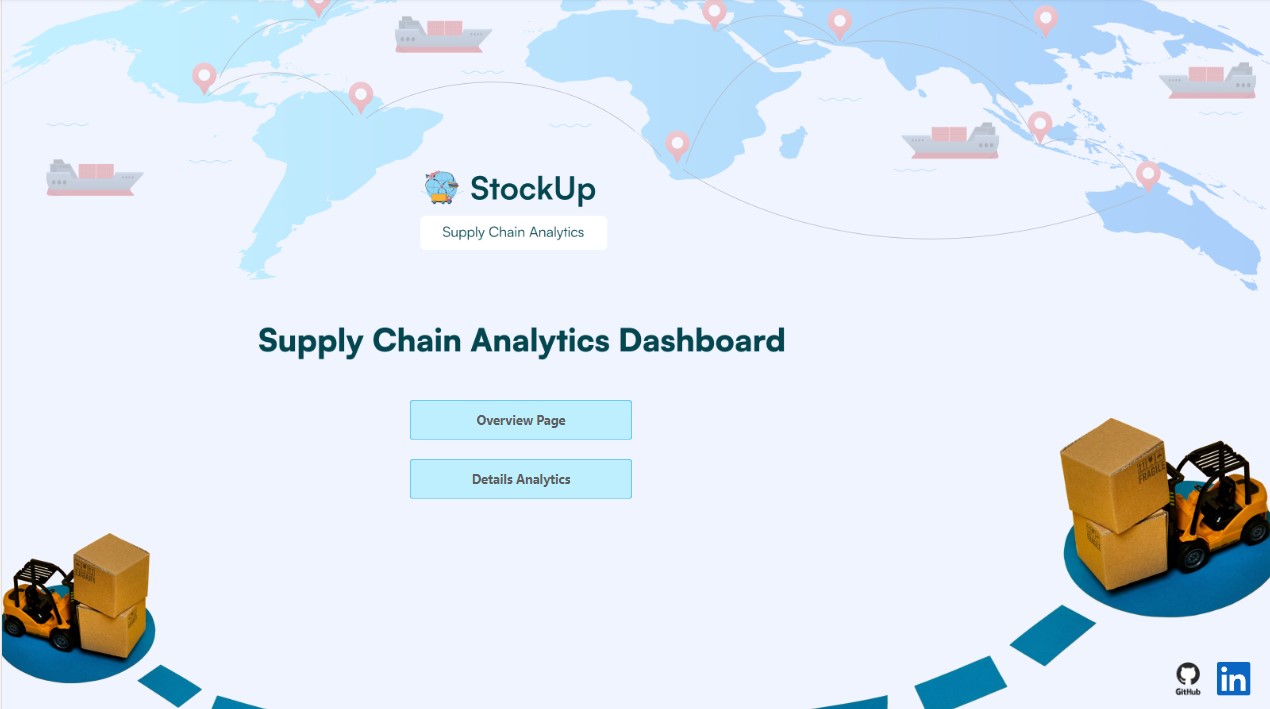 StockUp
Supply Chain Analytics
Supply Chain Analytics Dashboard
Overview Page
Details Analytics
FRAGILE
GitHub
in